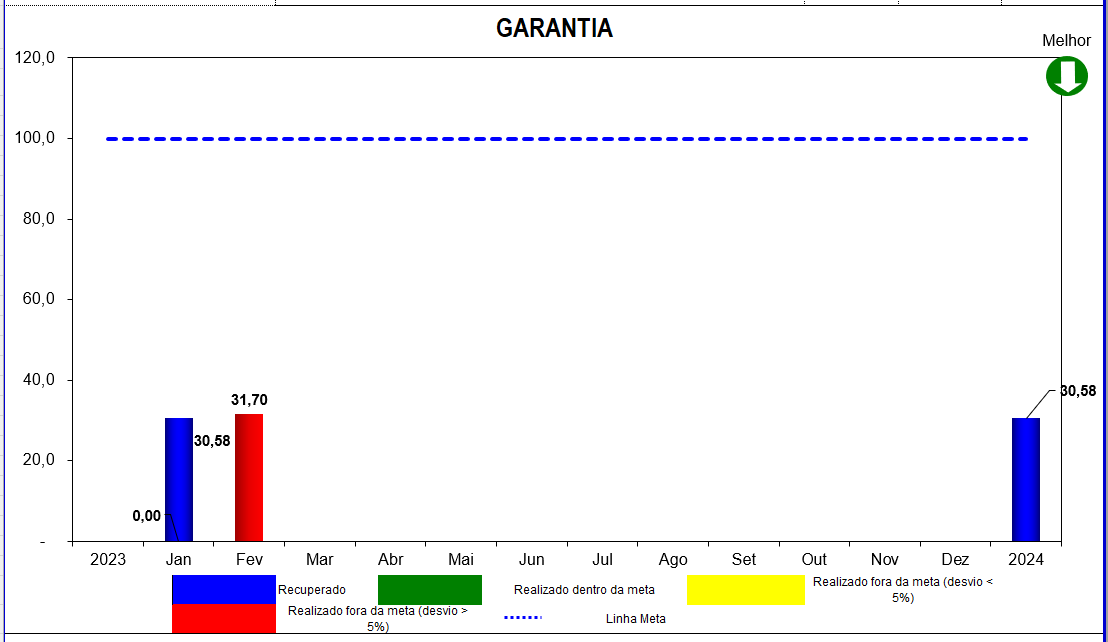 GARANTIA
Melhor
120,0
100,0
80,0
60,0
40,0
20,0
-
0,00
30,58
31,70
30,58
2023 Jan Fev Mar Abr Mai Jun Jul Ago Set Out Nov Dez 2024
Recuperado
Realizado dentro da meta
Realizado fora da meta (desvio <
5%)
Realizado fora da meta (desvio >
5%)
Linha Meta